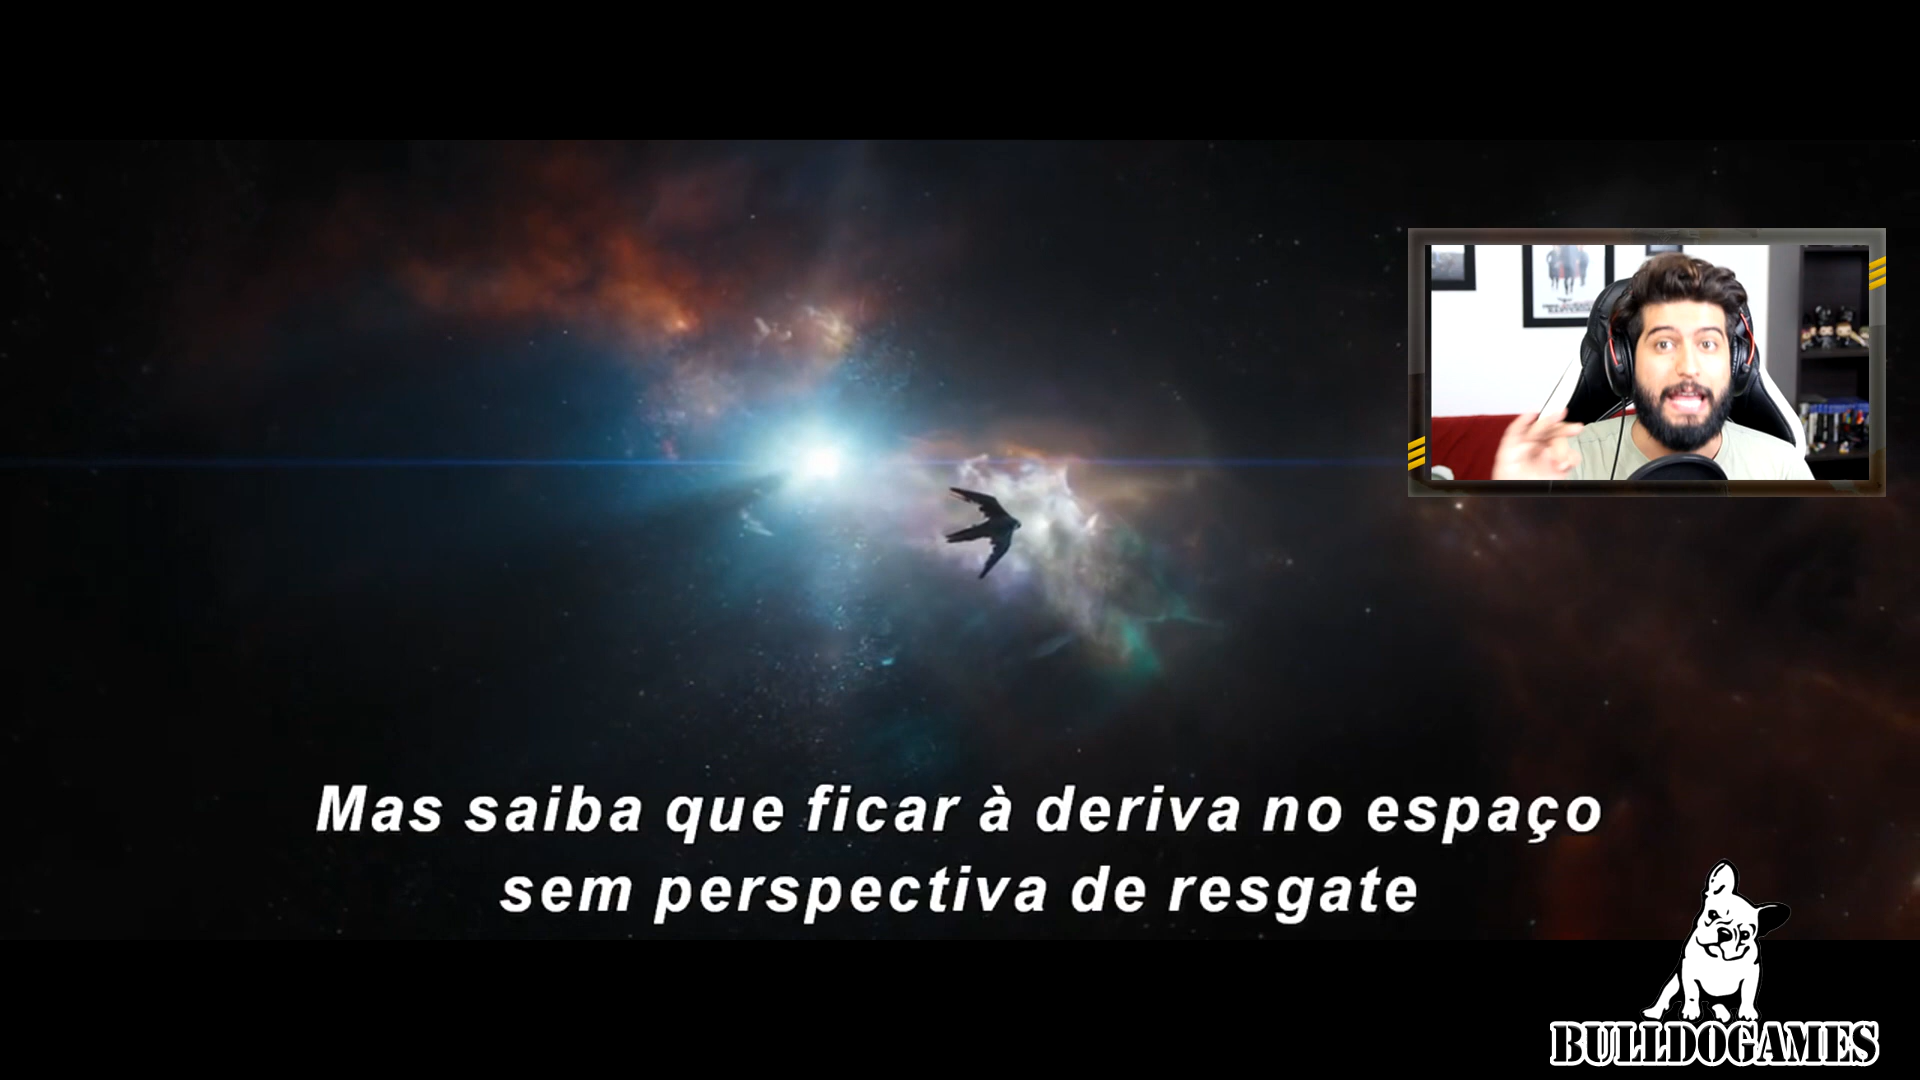 Mas saiba que ficar à deriva no espaço
sem perspectiva de resgate
BULLDOGAMES